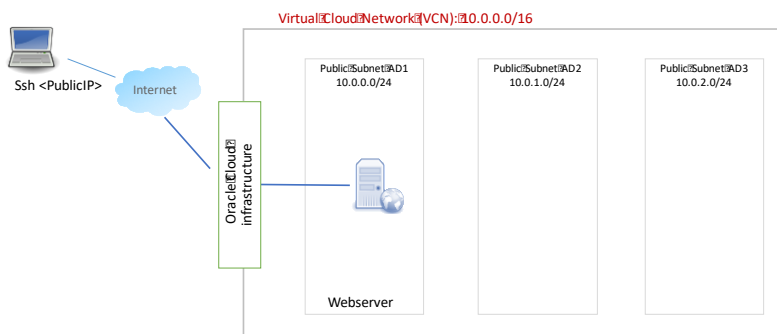 Virtual Cloud Network (VCN): 10.0.0.0/16
Ssh <PublicIP>
Internet
Oracle Cloud
infrastructure
Public Subnet AD1
10.0.0.0/24
Webserver
Public Subnet AD2
10.0.1.0/24
Public Subnet AD3
10.0.2.0/24